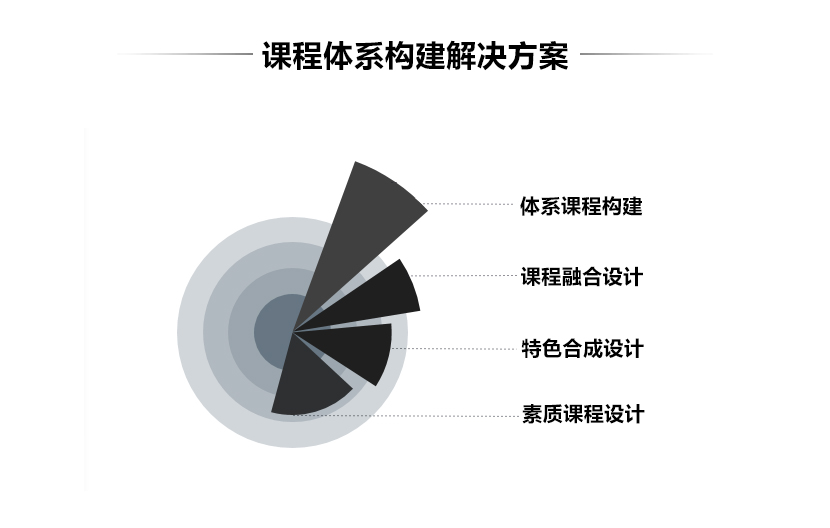 课程体系构建解决方案
体系课程构建
课程融合设计
特色合成设计
素质课程设计